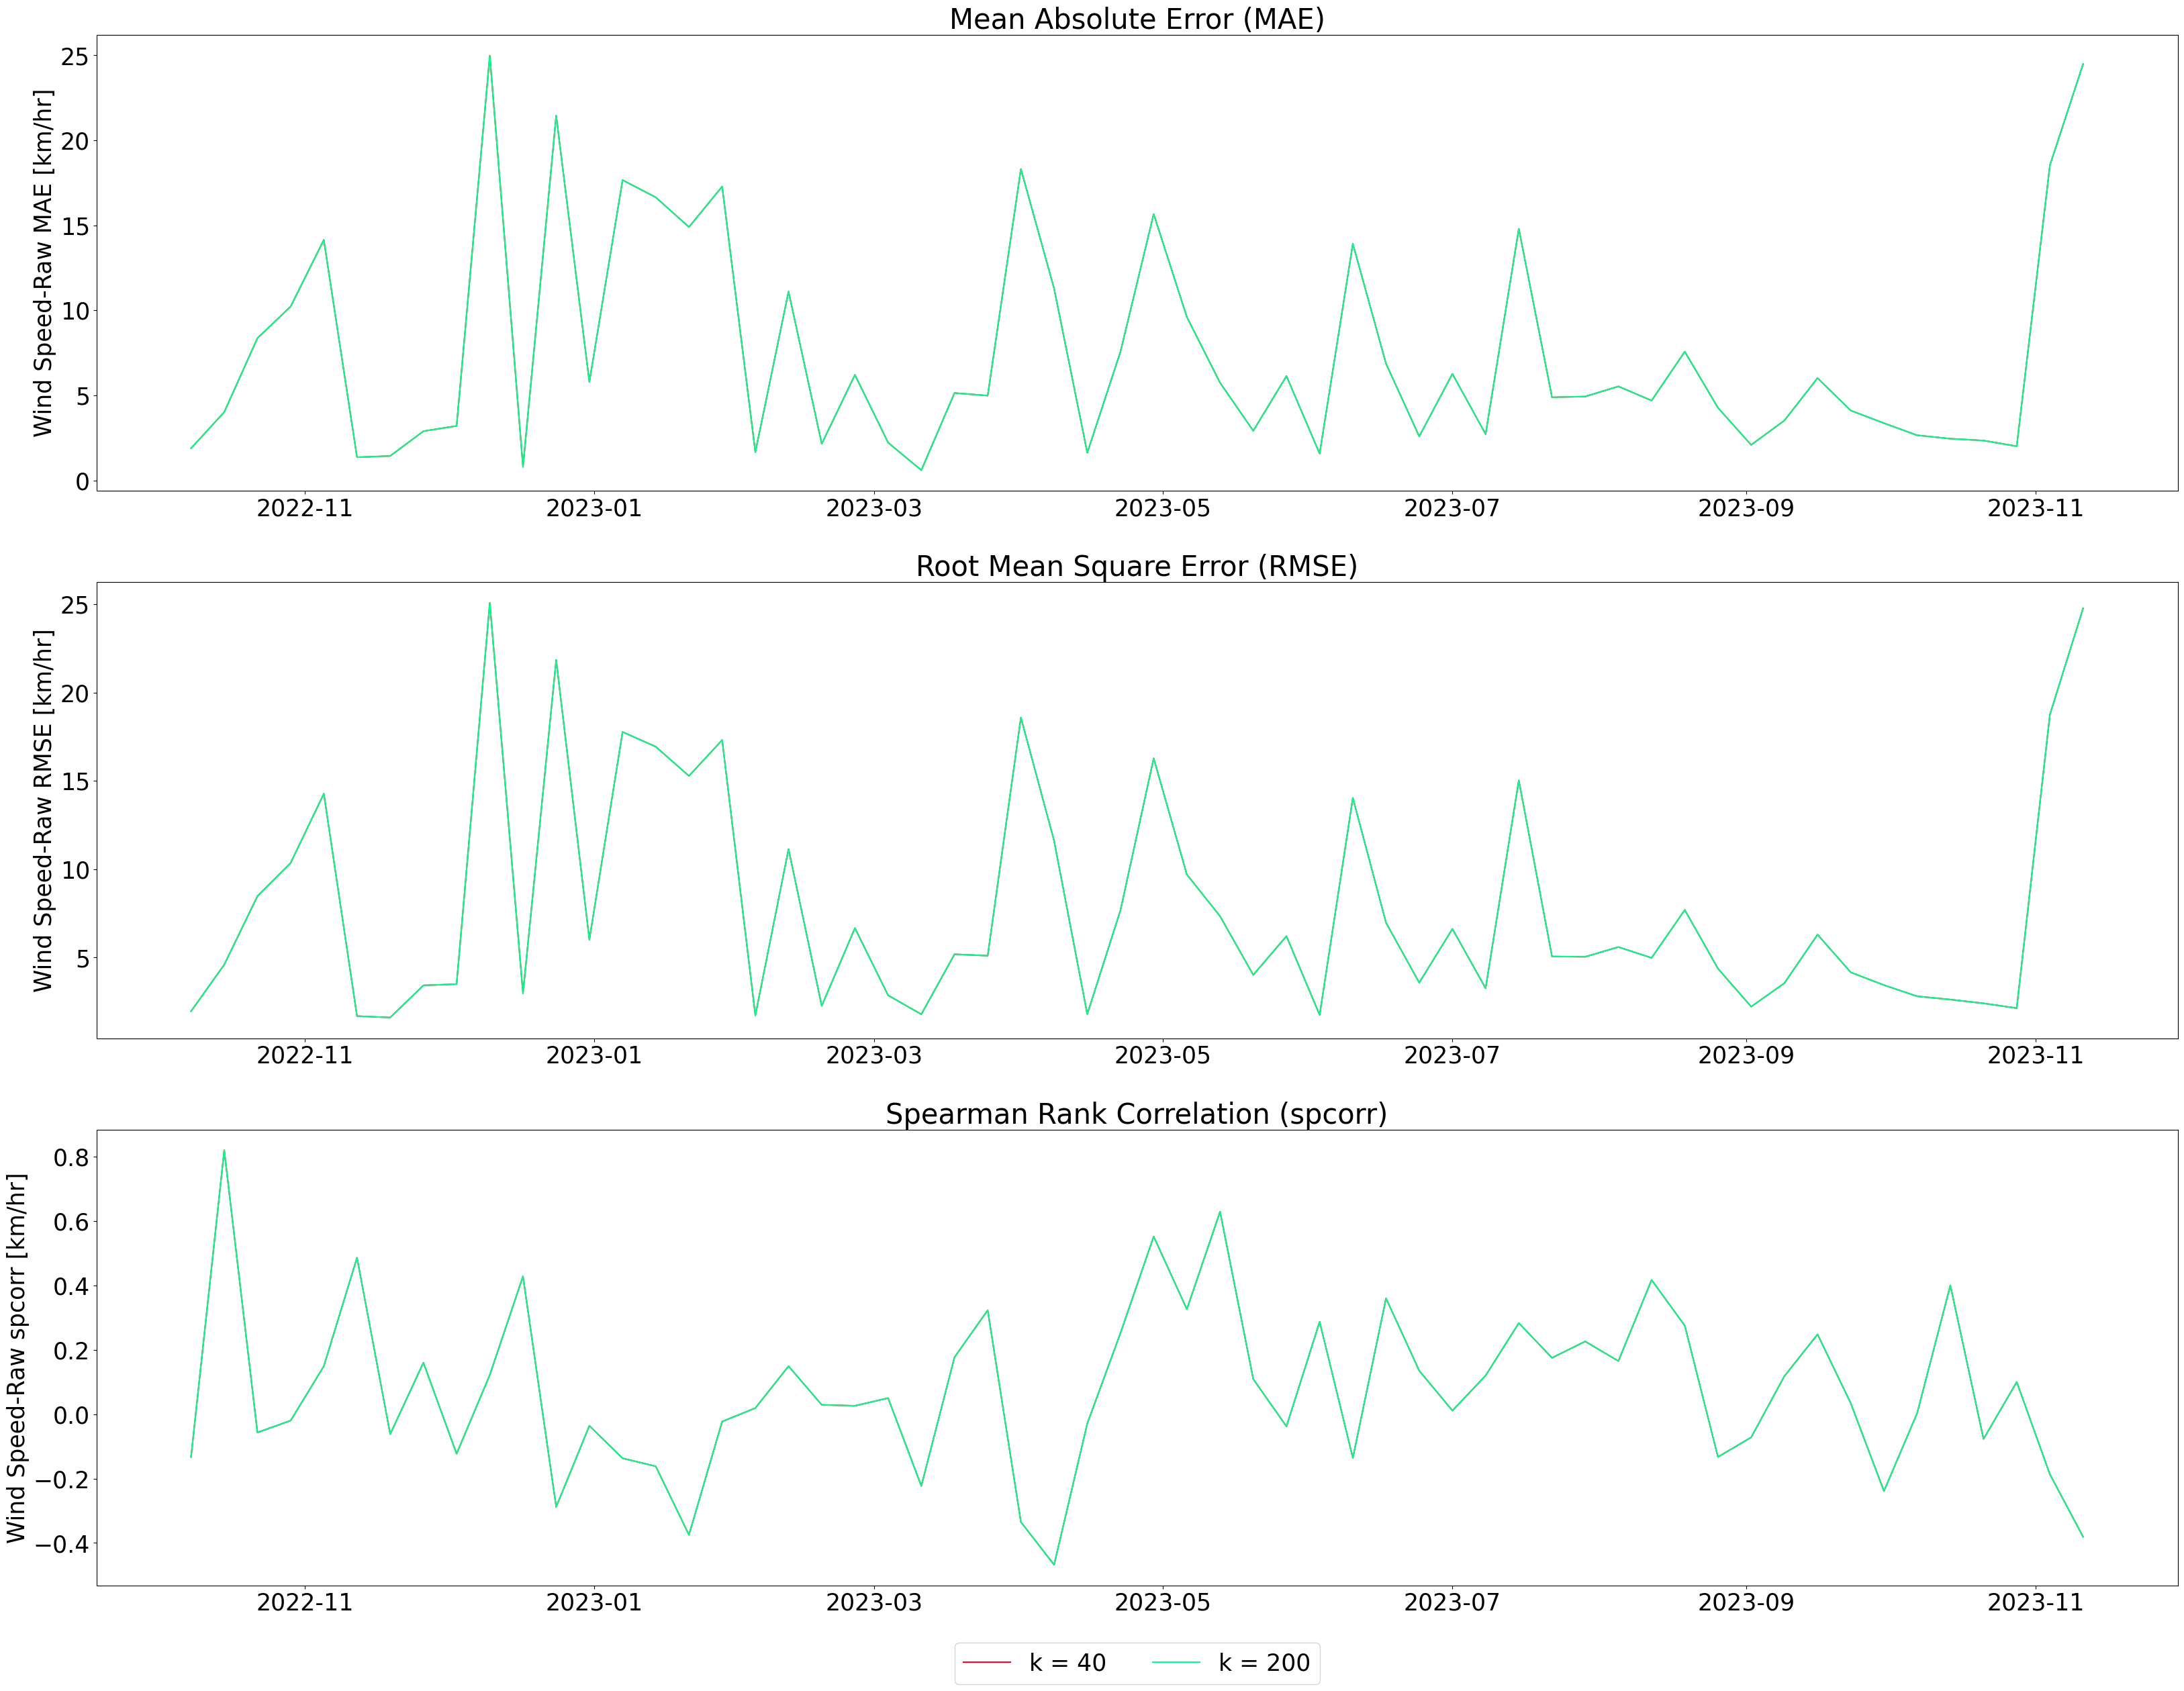 Mean Absolute Error (MAE)
Wind Speed-Raw MAE [km/hr]
25
20
15
10
5
0
2022-11 2023-01 2023-03 2023-05 2023-07 2023-09 2023-11
Root Mean Square Error (RMSE)
Wind Speed-Raw RMSE [km/hr]
25
20
15
10
5
2022-11 2023-01 2023-03 2023-05 2023-07 2023-09 2023-11
Spearman Rank Correlation (spcorr)
Wind Speed-Raw spcorr [km/hr]
0.8
0.6
0.4
0.2
0.0
−0.2
−0.4
2022-11 2023-01 2023-03 2023-05 2023-07 2023-09 2023-11
k = 40 k = 200